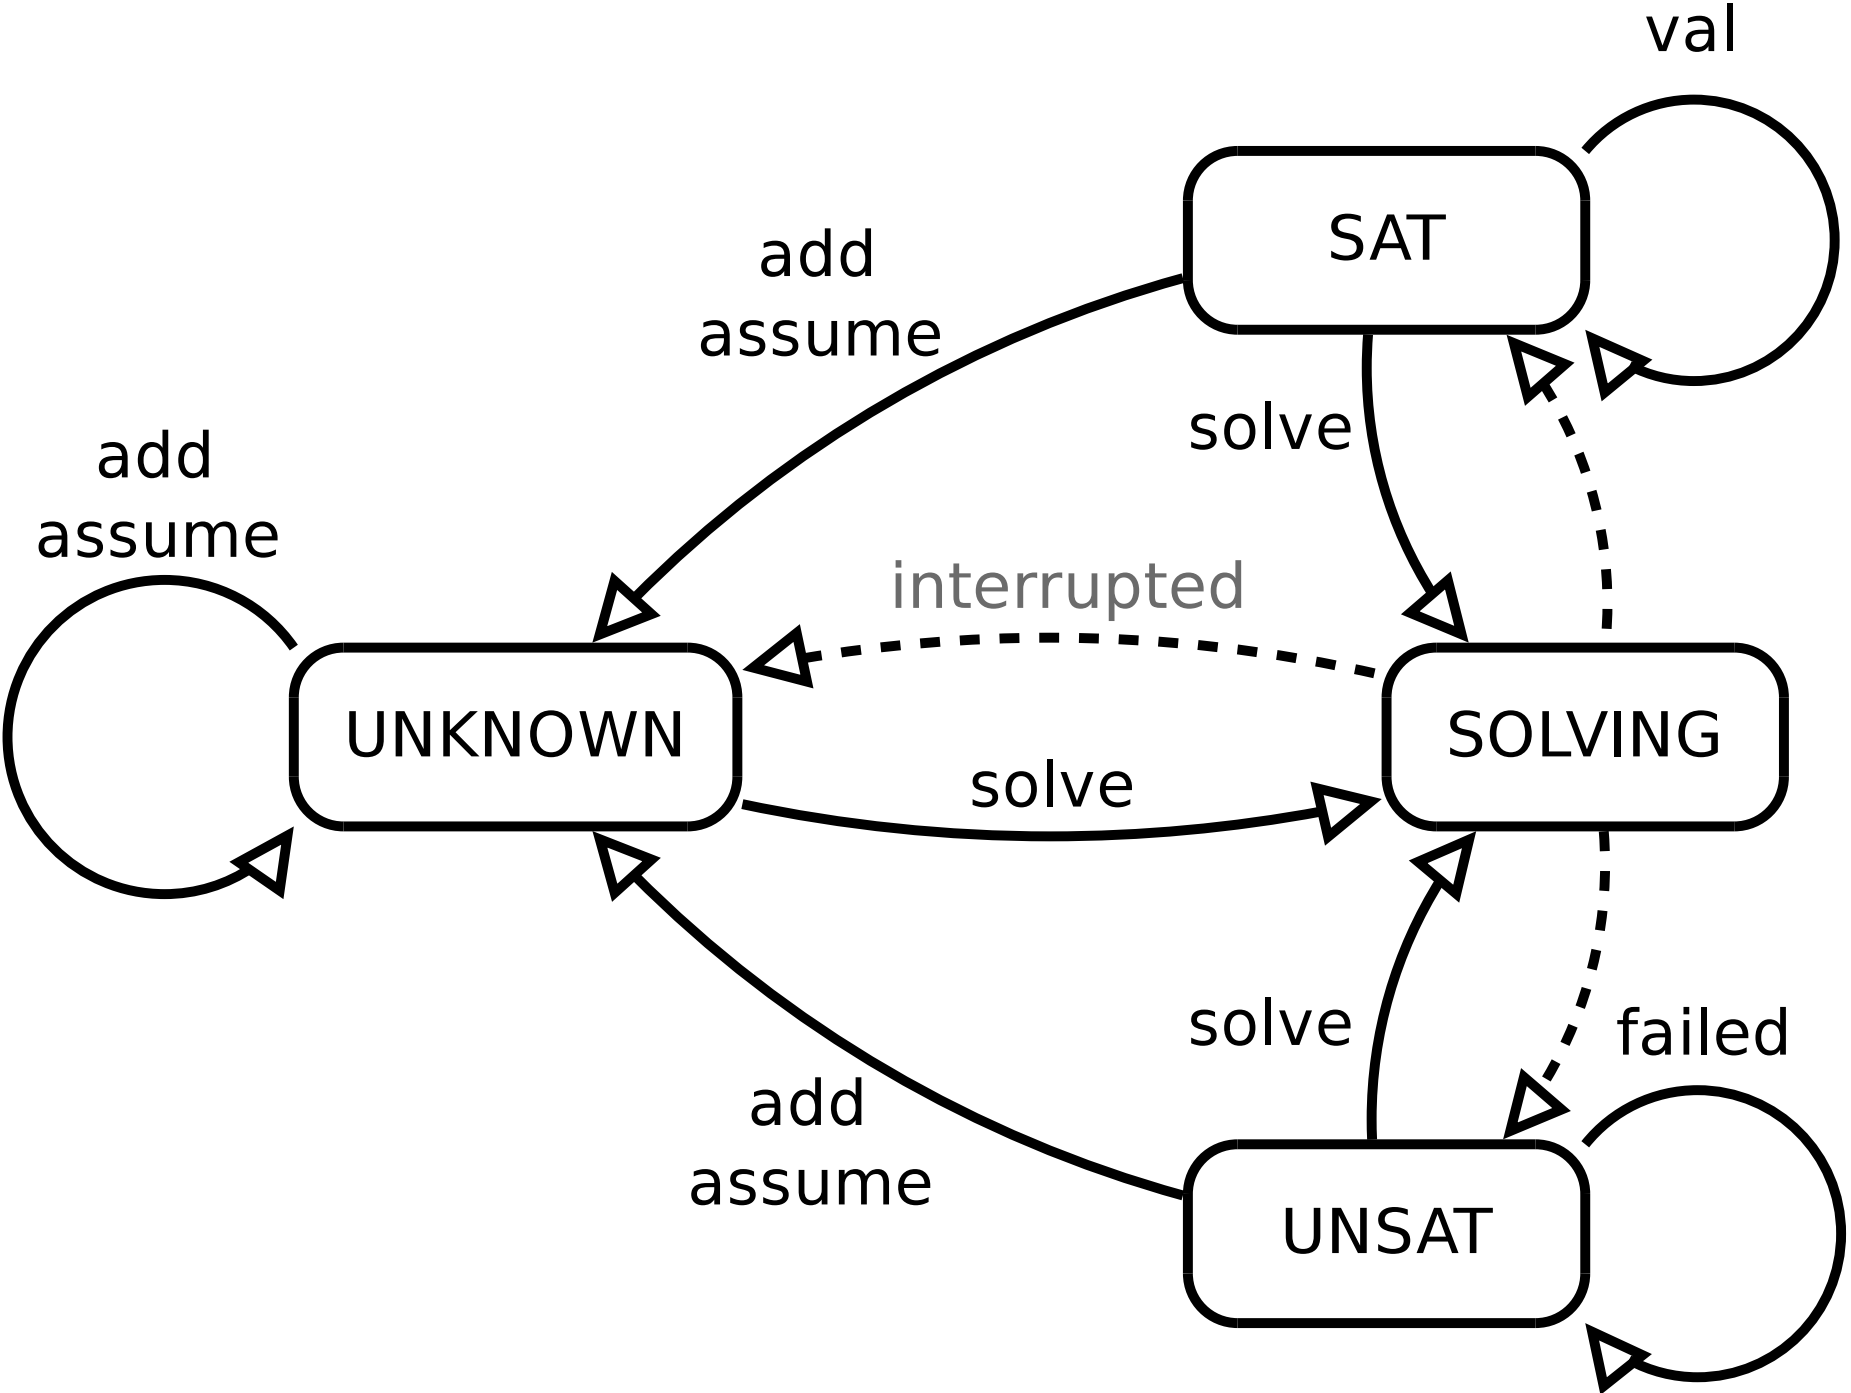 val
SAT
add
assume
solve
add
assume
interrupted
UNKNOWN
SOLVING
solve
solve
failed
add
assume
UNSAT